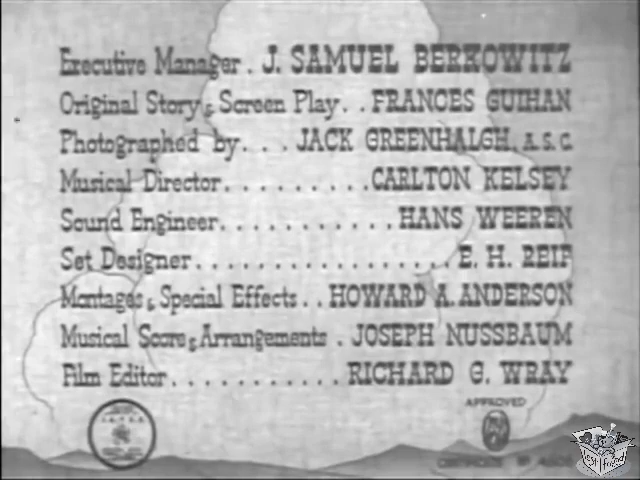 Executive Manager . J. SAMUEL BERKOWITZ
Original Story & Screen Play . . FRANCES GUIHAN
Photographed by . . . JACK GREENHALGH, A.S.C.
Musical Director . . . . . . . . . CARLTON KELSEY
Sound Engineer . . . . . . . . . . . . HANS WEEREN
Set Designer . . . . . . . . . . . . . . . . . . E. H. REIF
Montages & Special Effects . . HOWARD A. ANDERSON
Musical Score & Arrangements . JOSEPH NUSSBAUM
Film Editor . . . . . . . . . . . RICHARD G. WRAY
I.A.T.S.E.
APPROVED
CERTIFICATE